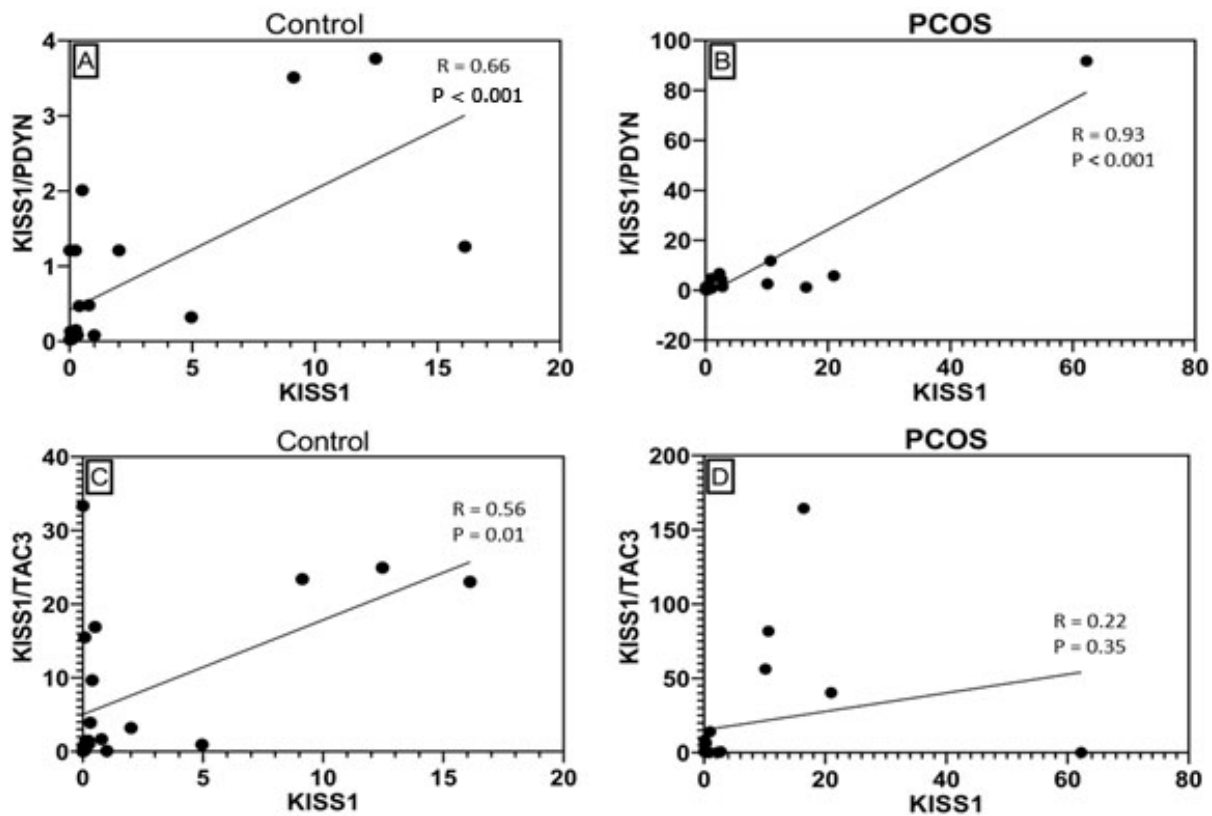 Control
A
R = 0.66
P < 0.001
KISS1/PDYN
4
3
2
1
0
0 5 10 15 20
KISS1
PCOS
B
R = 0.93
P < 0.001
KISS1/PDYN
100
80
60
40
20
0
-20
0 20 40 60 80
KISS1
Control
C
R = 0.56
P = 0.01
KISS1/TAC3
40
30
20
10
0
0 5 10 15 20
KISS1
PCOS
D
R = 0.22
P = 0.35
KISS1/TAC3
200
150
100
50
0
0 20 40 60 80
KISS1